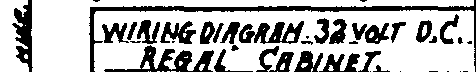 WIRING DIAGRAM. 32 VOLT D.C.
REGAL CABINET.